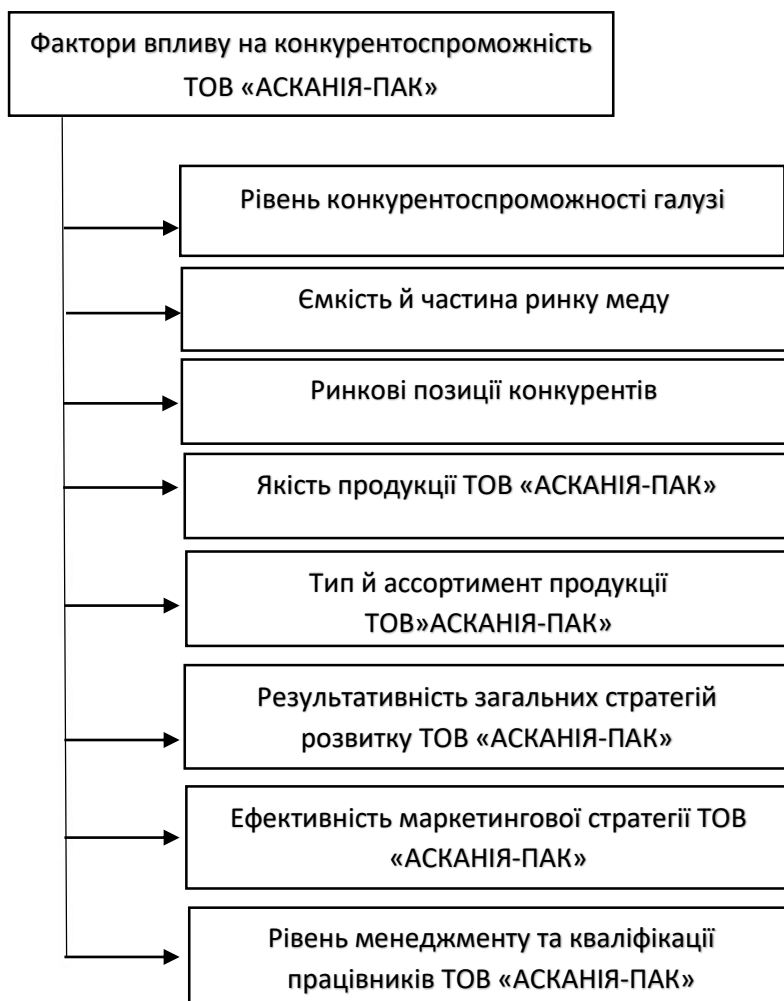 Фактори впливу на конкурентоспроможність
ТОВ «АСКАНІЯ-ПАК»
Рівень конкурентоспроможності галузі
Ємкість й частина ринку меду
Ринкові позиції конкурентів
Якість продукції ТОВ «АСКАНІЯ-ПАК»
Тип й ассортимент продукції
ТОВ»АСКАНІЯ-ПАК»
Результативність загальних стратегій
розвитку ТОВ «АСКАНІЯ-ПАК»
Ефективність маркетингової стратегії ТОВ
«АСКАНІЯ-ПАК»
Рівень менеджменту та кваліфікації
працівників ТОВ «АСКАНІЯ-ПАК»